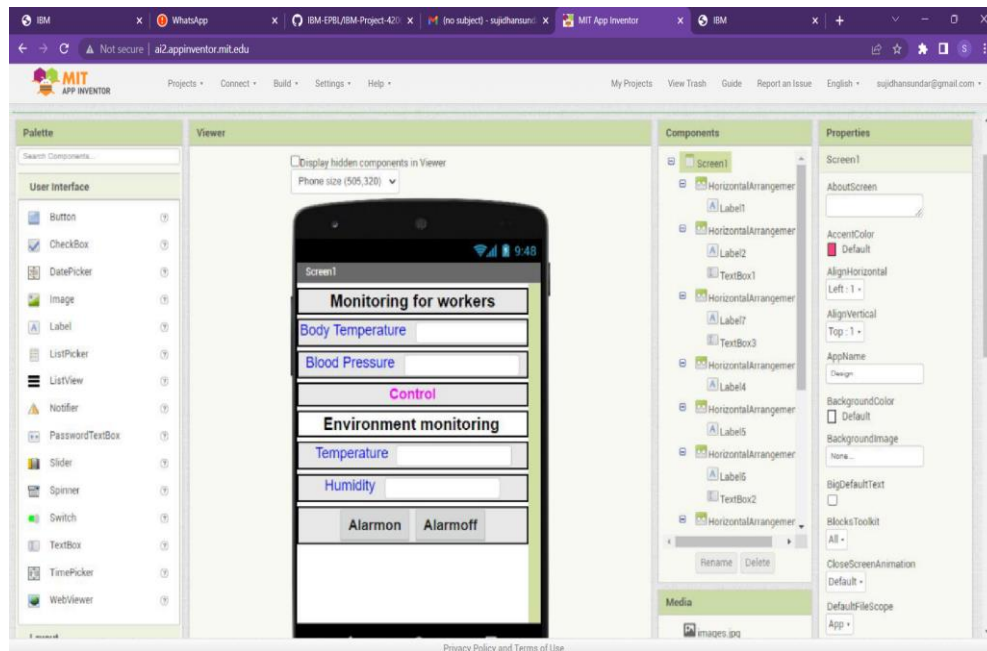 IBM
WhatsApp
IBM-EPBL/IBM-Project-420
(no subject) - sujidhansund
MIT App Inventor
IBM
Not secure
ai2.appinventor.mit.edu
MIT
APP INVENTOR
Projects
Connect
Build
Settings
Help
My Projects
View Trash
Guide
Report an Issue
English
sujidhansundar@gmail.com
Palette
Search Components...
User Interface
Button
CheckBox
DatePicker
Image
Label
ListPicker
ListView
Notifier
PasswordTextBox
Slider
Spinner
Switch
TextBox
TimePicker
WebViewer
Viewer
Display hidden components in Viewer
Phone size (505,320)
9:48
Screen1
Monitoring for workers
Body Temperature
Blood Pressure
Control
Environment monitoring
Temperature
Humidity
Alarmon Alarmoff
Components
Screen1
HorizontalArrangemer
Label1
HorizontalArrangemer
Label2
TextBox1
HorizontalArrangemer
Label7
TextBox3
HorizontalArrangemer
Label4
HorizontalArrangemer
Label5
HorizontalArrangemer
Label6
TextBox2
HorizontalArrangemer
Rename Delete
Media
images.jpg
Properties
Screen1
AboutScreen
AccentColor
Default
AlignHorizontal
Left : 1
AlignVertical
Top : 1
AppName
Design
BackgroundColor
Default
BackgroundImage
None...
BigDefaultText
BlocksToolkit
All
CloseScreenAnimation
Default
DefaultFileScope
App
Privacy Policy and Terms of Use